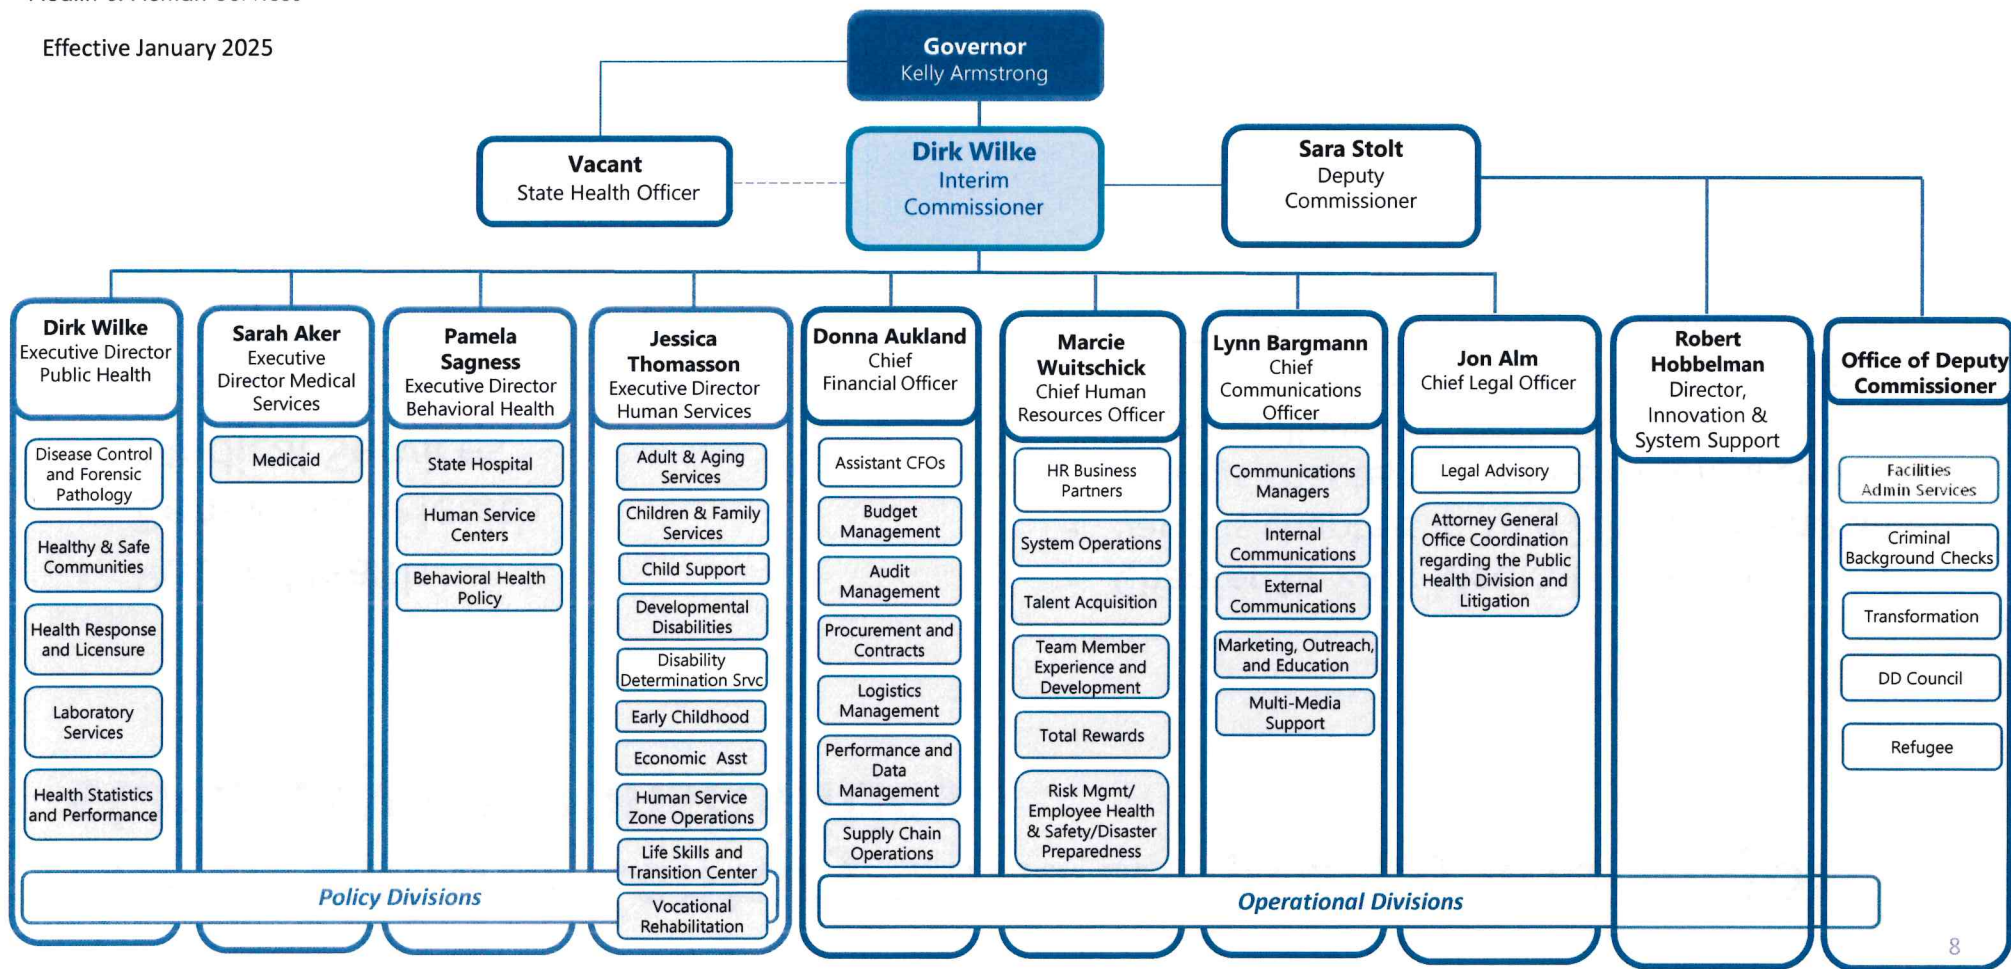 Effective January 2025
Governor
Kelly Armstrong
Vacant
State Health Officer
Dirk Wilke
Interim
Commissioner
Sara Stolt
Deputy
Commissioner
Dirk Wilke
Executive Director
Public Health
Disease Control
and Forensic
Pathology
Healthy & Safe
Communities
Health Response
and Licensure
Laboratory
Services
Health Statistics
and Performance
Sarah Aker
Executive
Director Medical
Services
Medicaid
Pamela
Sagness
Executive Director
Behavioral Health
State Hospital
Human Service
Centers
Behavioral Health
Policy
Jessica
Thomasson
Executive Director
Human Services
Adult & Aging
Services
Children & Family
Services
Child Support
Developmental
Disabilities
Disability
Determination Srvc
Early Childhood
Economic Asst
Human Service
Zone Operations
Life Skills and
Transition Center
Vocational
Rehabilitation
Policy Divisions
Donna Aukland
Chief
Financial Officer
Assistant CFOs
Budget
Management
Audit
Management
Procurement and
Contracts
Logistics
Management
Performance and
Data
Management
Supply Chain
Operations
Marcie
Wuitschick
Chief Human
Resources Officer
HR Business
Partners
System Operations
Talent Acquisition
Team Member
Experience and
Development
Total Rewards
Risk Mgmt/
Employee Health
& Safety/Disaster
Preparedness
Lynn Bargmann
Chief
Communications
Officer
Communications
Managers
Internal
Communications
External
Communications
Marketing, Outreach,
and Education
Multi-Media
Support
Jon Alm
Chief Legal Officer
Legal Advisory
Attorney General
Office Coordination
regarding the Public
Health Division and
Litigation
Robert
Hobbelman
Director,
Innovation &
System Support
Office of Deputy
Commissioner
Facilities
Admin Services
Criminal
Background Checks
Transformation
DD Council
Refugee
Operational Divisions
8